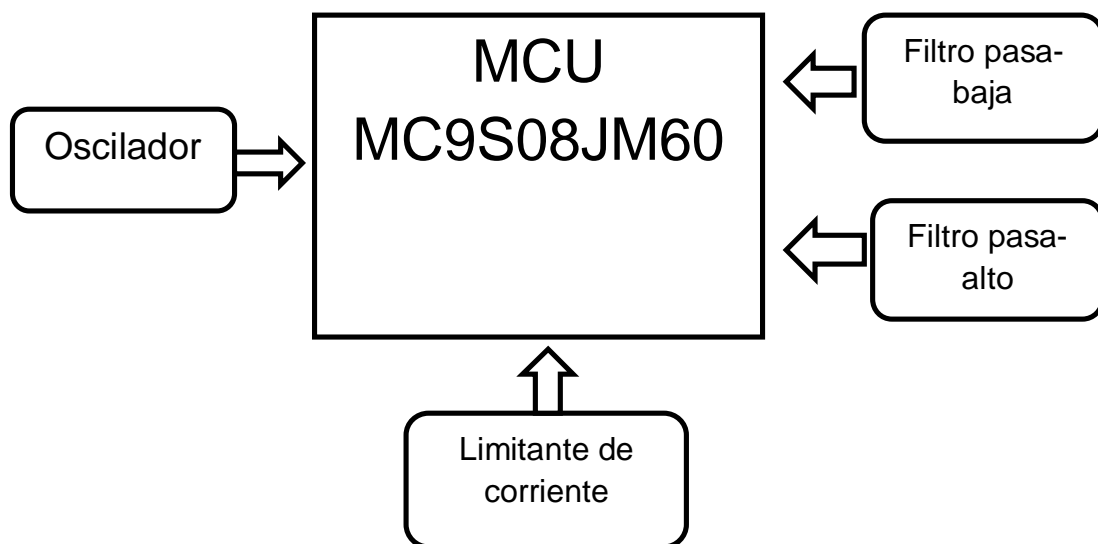 MCU
MC9S08JM60
Oscilador
Filtro pasa-
baja
Filtro pasa-
alto
Limitante de
corriente